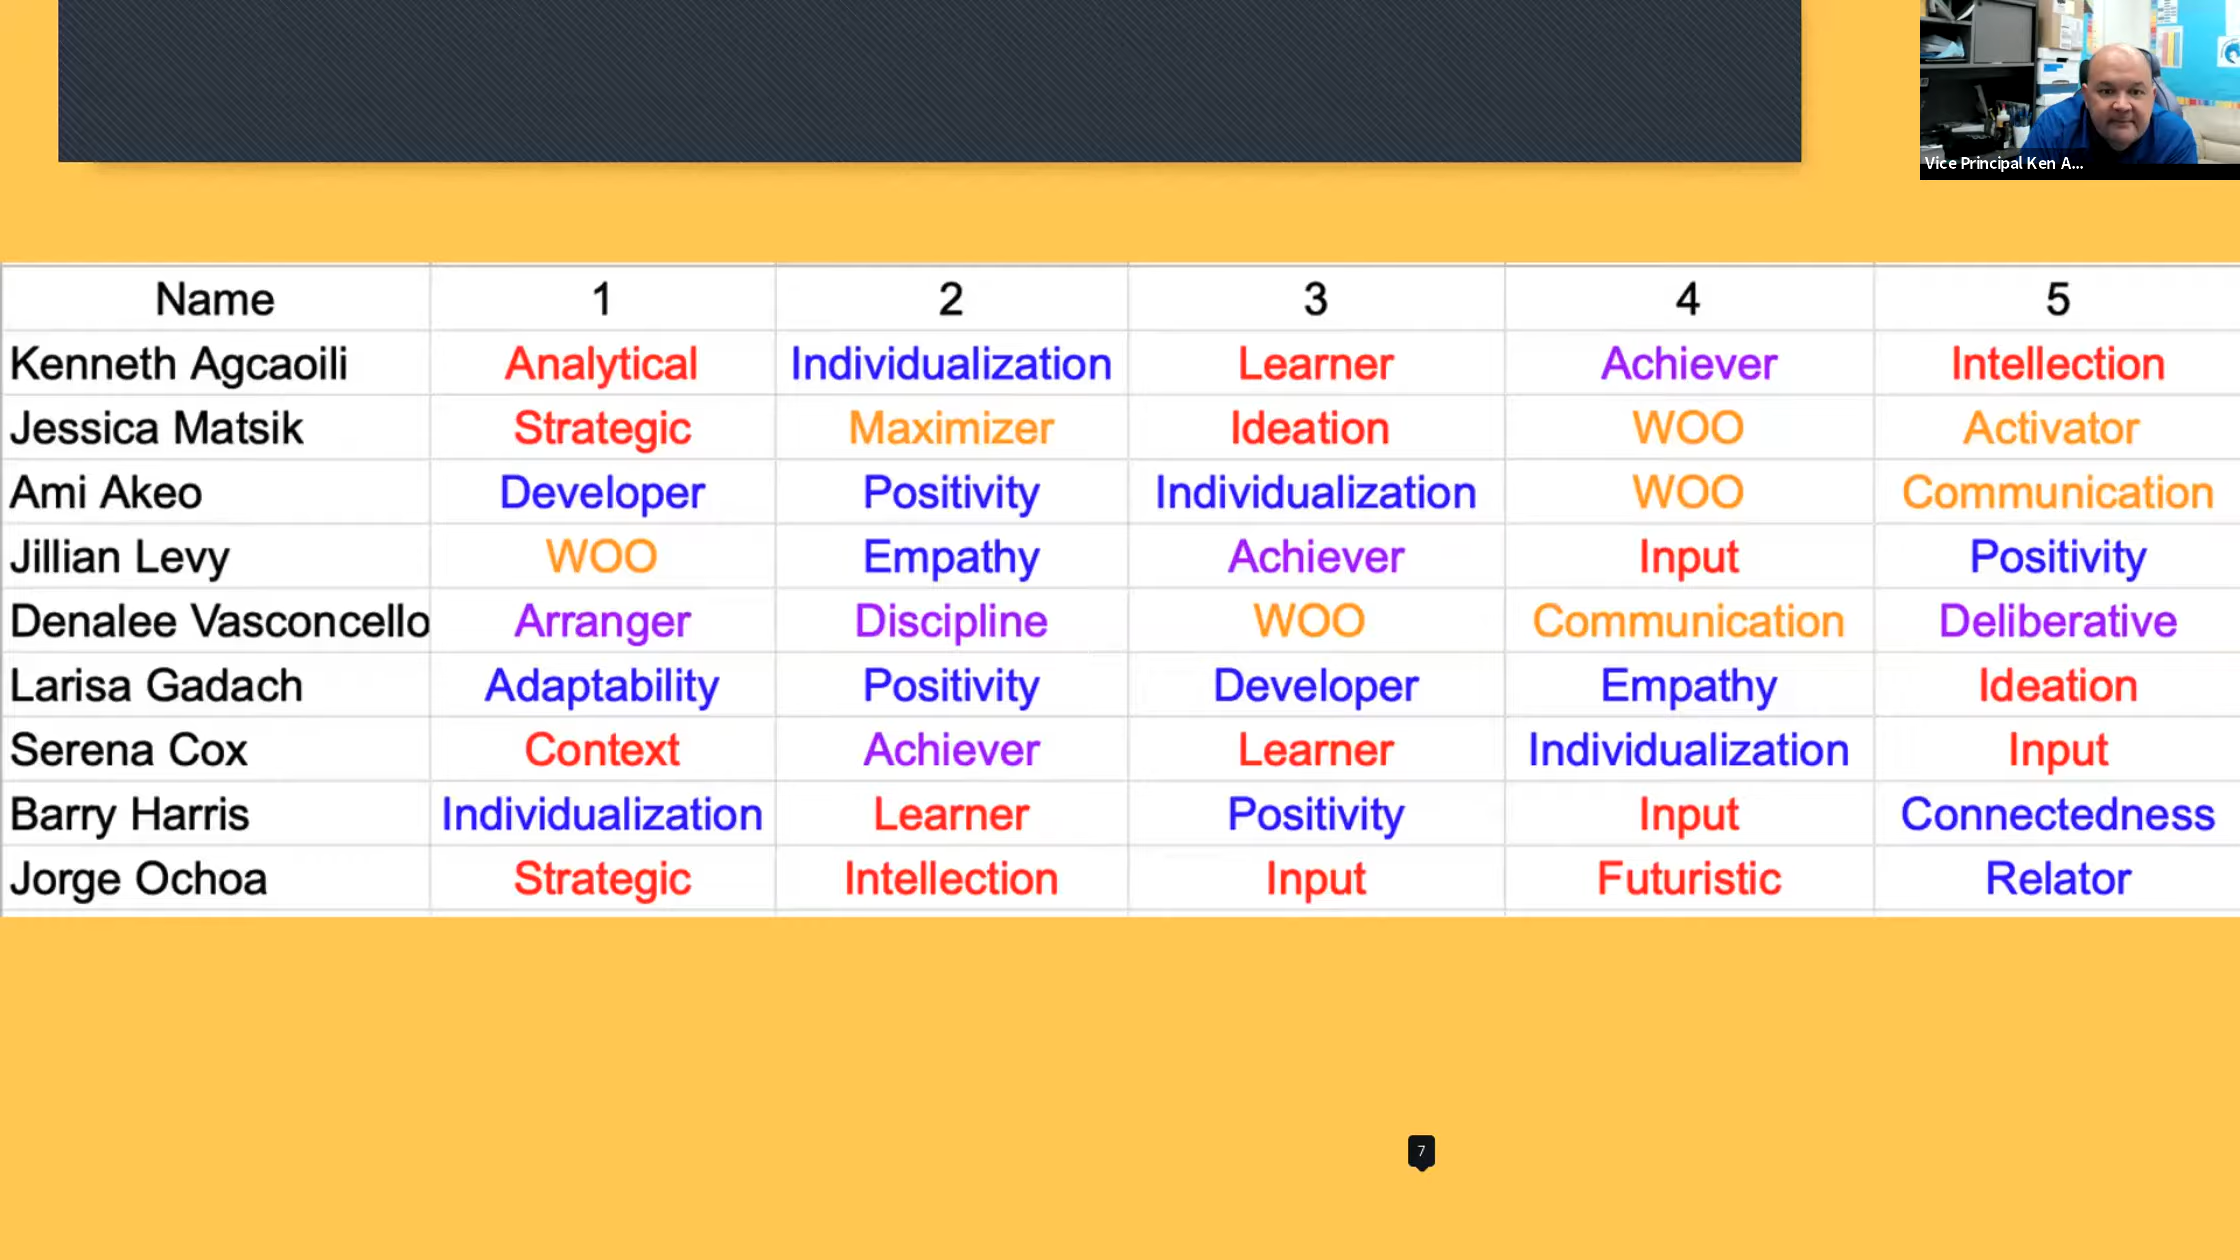 Vice Principal Ken A...
Name 1 2 3 4 5
Kenneth Agcaoili Analytical Individualization Learner Achiever Intellection
Jessica Matsik Strategic Maximizer Ideation WOO Activator
Ami Akeo Developer Positivity Individualization WOO Communication
Jillian Levy WOO Empathy Achiever Input Positivity
Denalee Vasconcello Arranger Discipline WOO Communication Deliberative
Larisa Gadach Adaptability Positivity Developer Empathy Ideation
Serena Cox Context Achiever Learner Individualization Input
Barry Harris Individualization Learner Positivity Input Connectedness
Jorge Ochoa Strategic Intellection Input Futuristic Relator
7